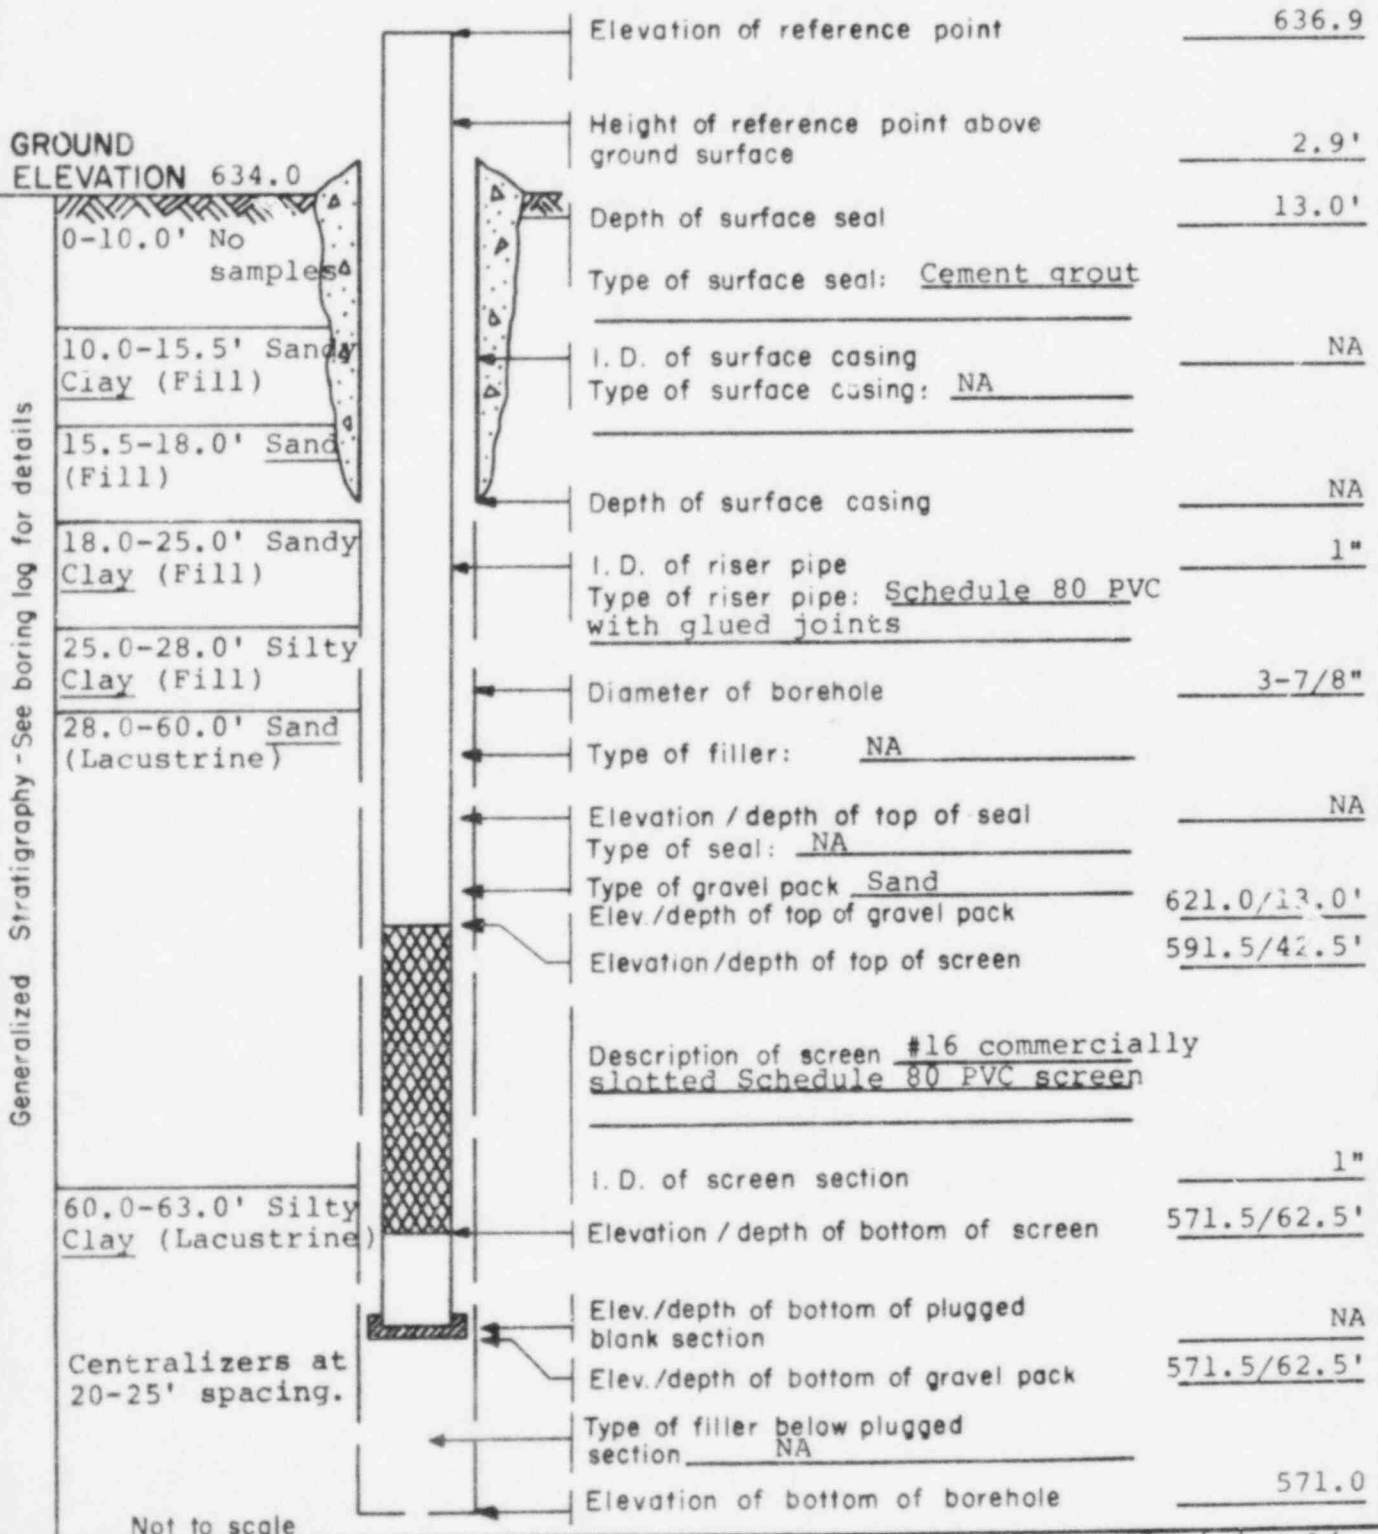 Elevation of reference point 636.9
Height of reference point above
ground surface 2.9'
GROUND
ELEVATION 634.0
Depth of surface seal 13.0'
Type of surface seal: Cement grout
I.D. of surface casing NA
Type of surface casing: NA
Depth of surface casing NA
I.D. of riser pipe 1"
Type of riser pipe: Schedule 80 PVC
with glued joints
Diameter of borehole 3-7/8"
Type of filler: NA
Elevation / depth of top of seal NA
Type of seal: NA
Type of gravel pack Sand
Elev./depth of top of gravel pack 621.0/13.0'
Elevation/depth of top of screen 591.5/42.5'
Description of screen #16 commercially
slotted Schedule 80 PVC screen
I.D. of screen section 1"
Elevation / depth of bottom of screen 571.5/62.5'
Elev./depth of bottom of plugged
blank section NA
Elev./depth of bottom of gravel pack 571.5/62.5'
Type of filler below plugged
section NA
Elevation of bottom of borehole 571.0
Generalized Stratigraphy - See boring log for details
0-10.0' No
samples
10.0-15.5' Sandy
Clay (Fill)
15.5-18.0' Sand
(Fill)
18.0-25.0' Sandy
Clay (Fill)
25.0-28.0' Silty
Clay (Fill)
28.0-60.0' Sand
(Lacustrine)
60.0-63.0' Silty
Clay (Lacustrine)
Centralizers at
20-25' spacing.
Not to scale